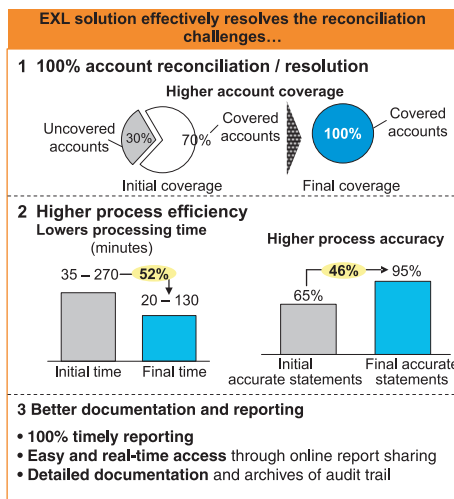 EXL solution effectively resolves the reconciliation
challenges…
1 100% account reconciliation / resolution
Higher account coverage
Uncovered
accounts
30%
70%
Covered
accounts
100%
Covered
accounts
Initial coverage
Final coverage
2 Higher process efficiency
Lowers processing time
(minutes)
35 – 270
52%
20 – 130
Initial time
Final time
Higher process accuracy
46%
65%
95%
Initial
accurate statements
Final accurate
statements
3 Better documentation and reporting
• 100% timely reporting
• Easy and real-time access through online report sharing
• Detailed documentation and archives of audit trail